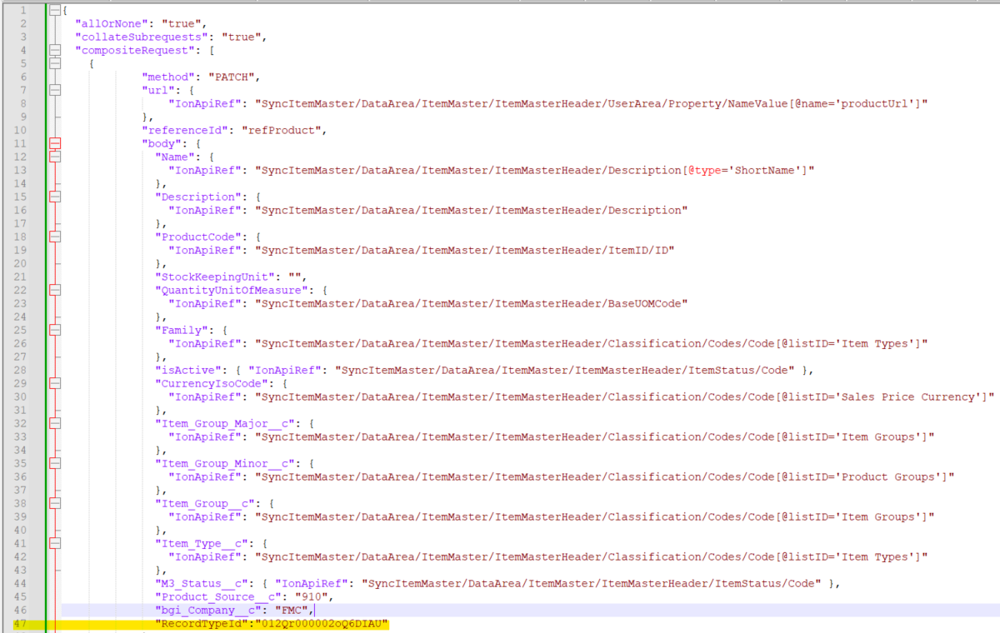 1 {
2 "allOrNone": "true",
3 "collateSubrequests": "true",
4 "compositeRequest": [
5 {
6 "method": "PATCH",
7 "url": {
8 "IonApiRef": "SyncItemMaster/DataArea/ItemMaster/ItemMasterHeader/UserArea/Property/NameValue[@name='productUrl']"
9 },
10 "referenceId": "refProduct",
11 "body": {
12 "Name": {
13 "IonApiRef": "SyncItemMaster/DataArea/ItemMaster/ItemMasterHeader/Description[@type='ShortName']"
14 },
15 "Description": {
16 "IonApiRef": "SyncItemMaster/DataArea/ItemMaster/ItemMasterHeader/Description"
17 },
18 "ProductCode": {
19 "IonApiRef": "SyncItemMaster/DataArea/ItemMaster/ItemMasterHeader/ItemID/ID"
20 },
21 "StockKeepingUnit": "",
22 "QuantityUnitOfMeasure": {
23 "IonApiRef": "SyncItemMaster/DataArea/ItemMaster/ItemMasterHeader/BaseUOMCode"
24 },
25 "Family": {
26 "IonApiRef": "SyncItemMaster/DataArea/ItemMaster/ItemMasterHeader/Classification/Codes/Code[@listID='Item Types']"
27 },
28 "isActive": { "IonApiRef": "SyncItemMaster/DataArea/ItemMaster/ItemMasterHeader/ItemStatus/Code" },
29 "CurrencyIsoCode": {
30 "IonApiRef": "SyncItemMaster/DataArea/ItemMaster/ItemMasterHeader/Classification/Codes/Code[@listID='Sales Price Currency']"
31 },
32 "Item_Group_Major__c": {
33 "IonApiRef": "SyncItemMaster/DataArea/ItemMaster/ItemMasterHeader/Classification/Codes/Code[@listID='Item Groups']"
34 },
35 "Item_Group_Minor__c": {
36 "IonApiRef": "SyncItemMaster/DataArea/ItemMaster/ItemMasterHeader/Classification/Codes/Code[@listID='Product Groups']"
37 },
38 "Item_Group__c": {
39 "IonApiRef": "SyncItemMaster/DataArea/ItemMaster/ItemMasterHeader/Classification/Codes/Code[@listID='Item Groups']"
40 },
41 "Item_Type__c": {
42 "IonApiRef": "SyncItemMaster/DataArea/ItemMaster/ItemMasterHeader/Classification/Codes/Code[@listID='Item Types']"
43 },
44 "M3_Status__c": { "IonApiRef": "SyncItemMaster/DataArea/ItemMaster/ItemMasterHeader/ItemStatus/Code" },
45 "Product_Source__c": "910",
46 "bgi_Company__c": "FMC",
47 "RecordTypeId":"012Qr000002oQ6DIAU"